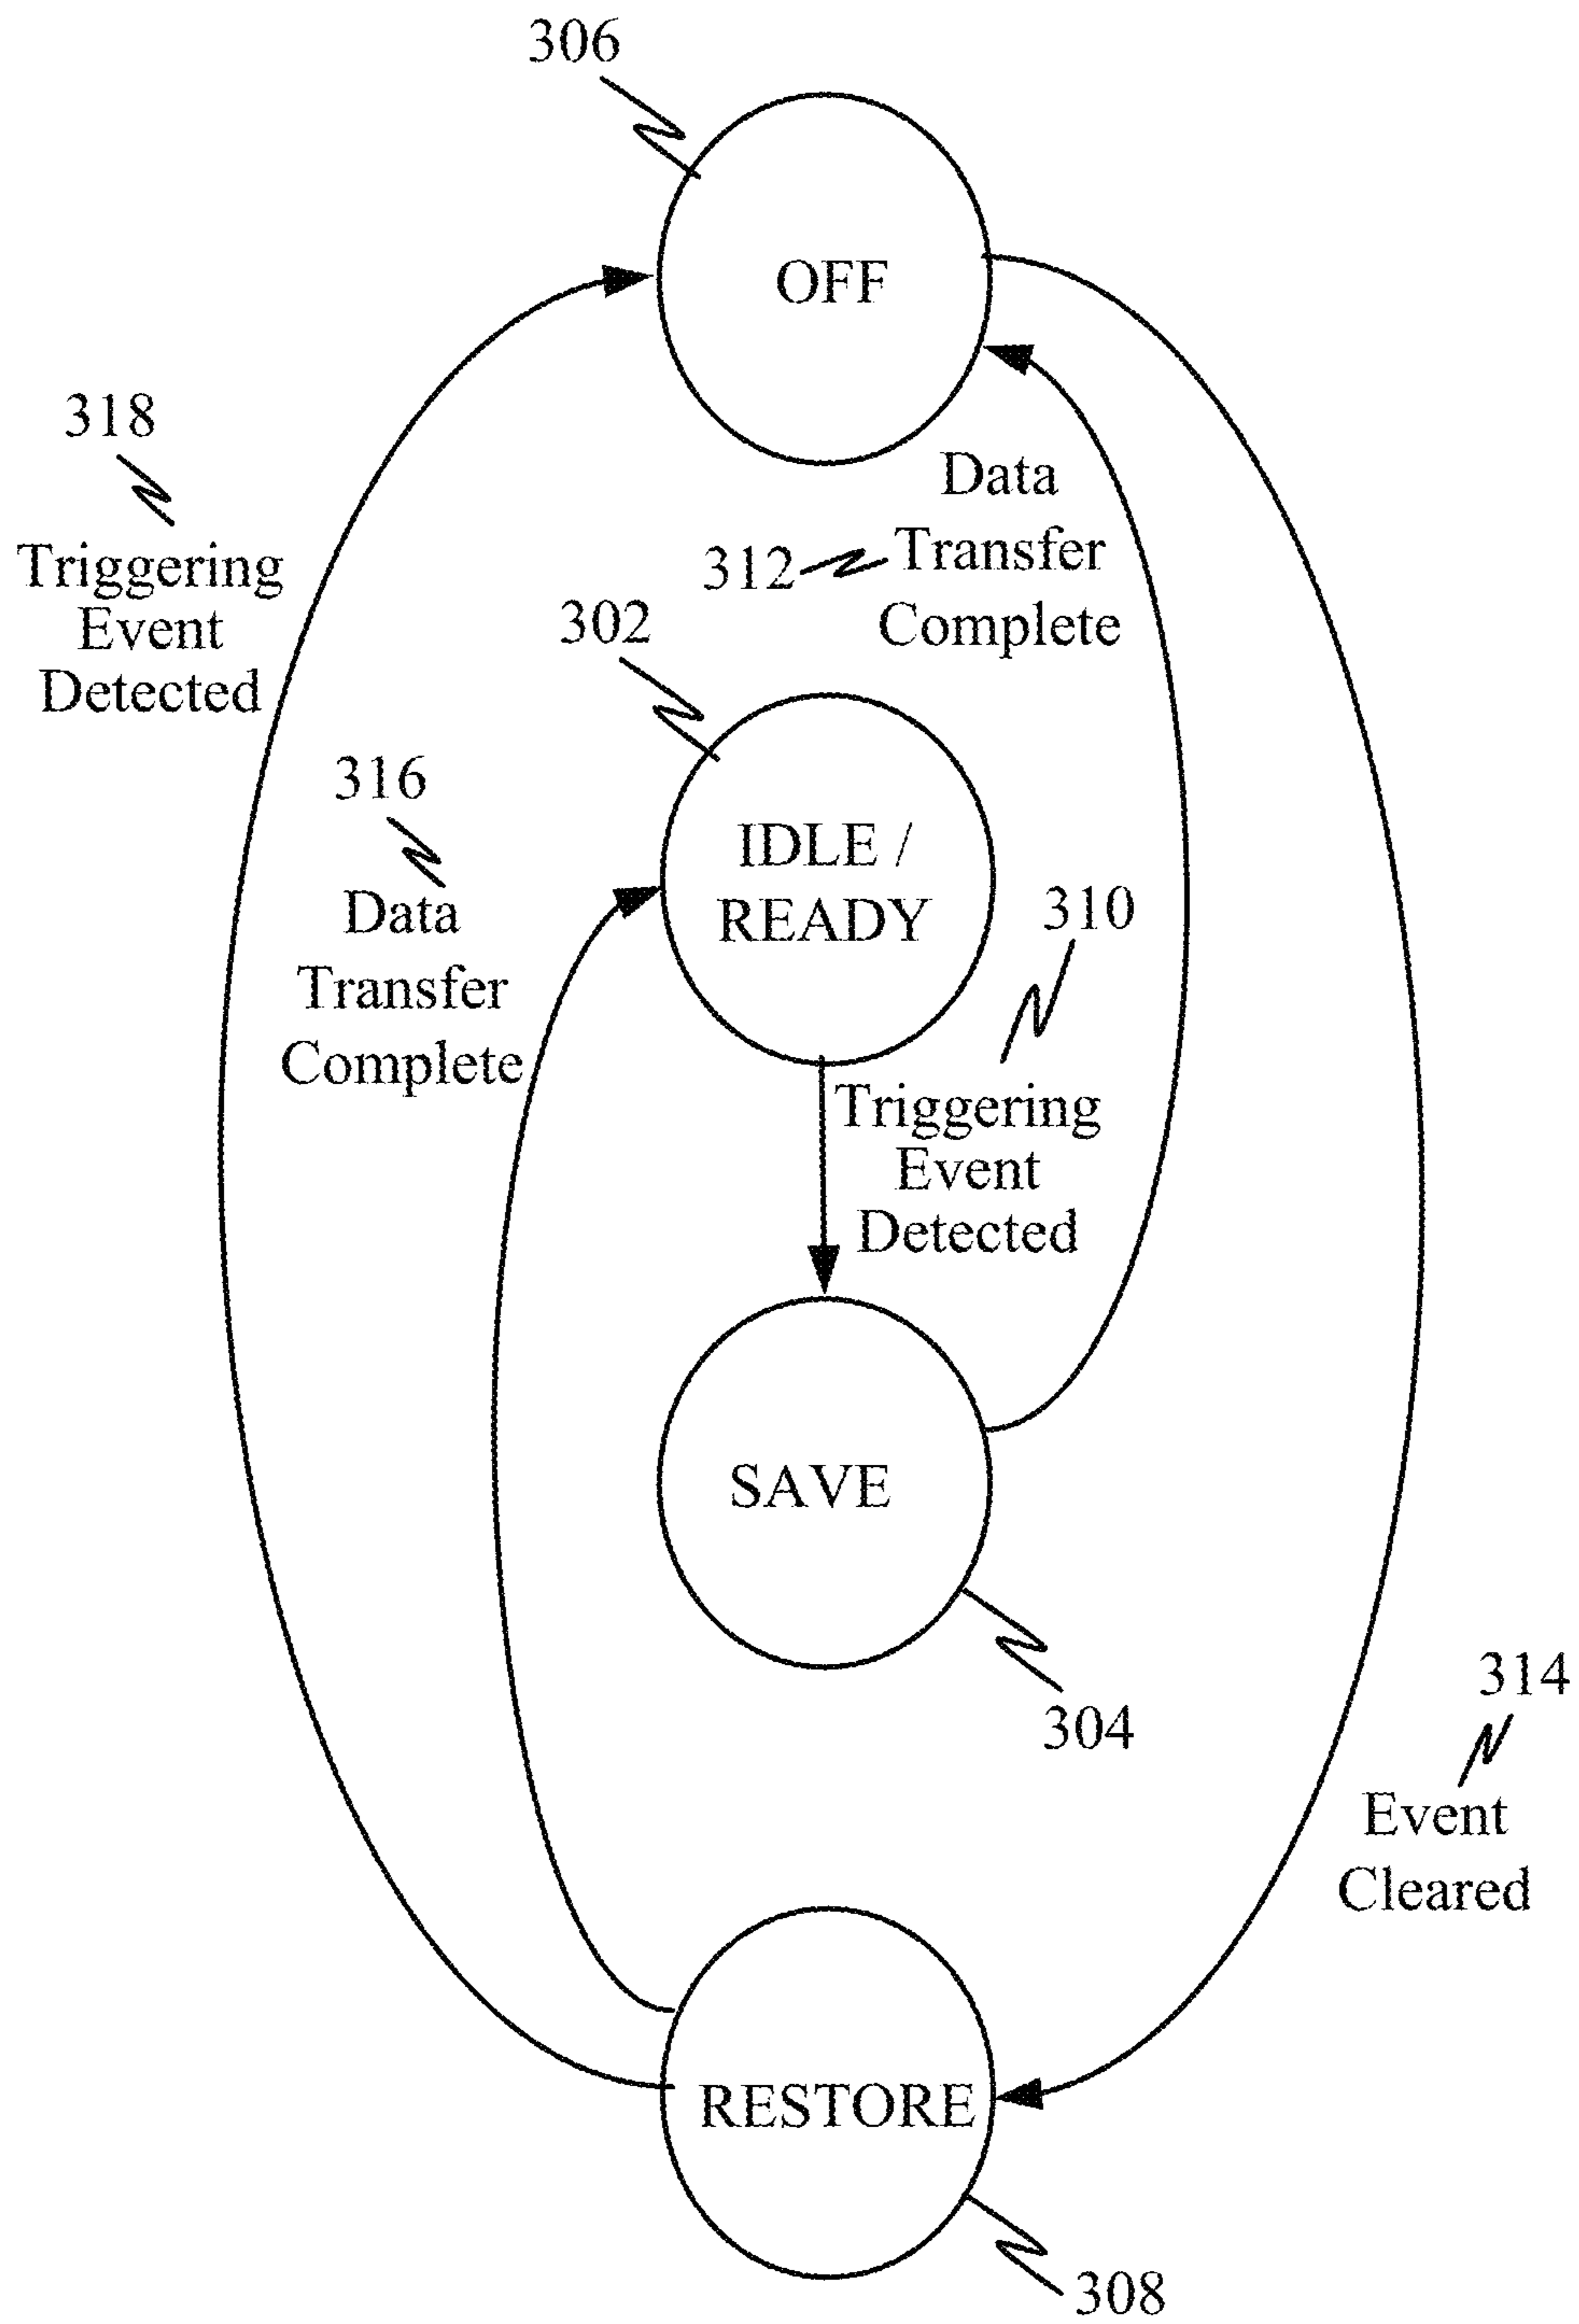 306
OFF
318
Triggering
Event
Detected
Data
312 Transfer
Complete
302
IDLE /
READY
316
Data
Transfer
Complete
310
Triggering
Event
Detected
SAVE
304
314
Event
Cleared
RESTORE
308